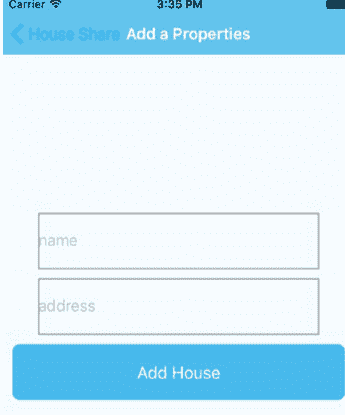 Carrier 3:35 PM
House Share Add a Properties
name
address
Add House